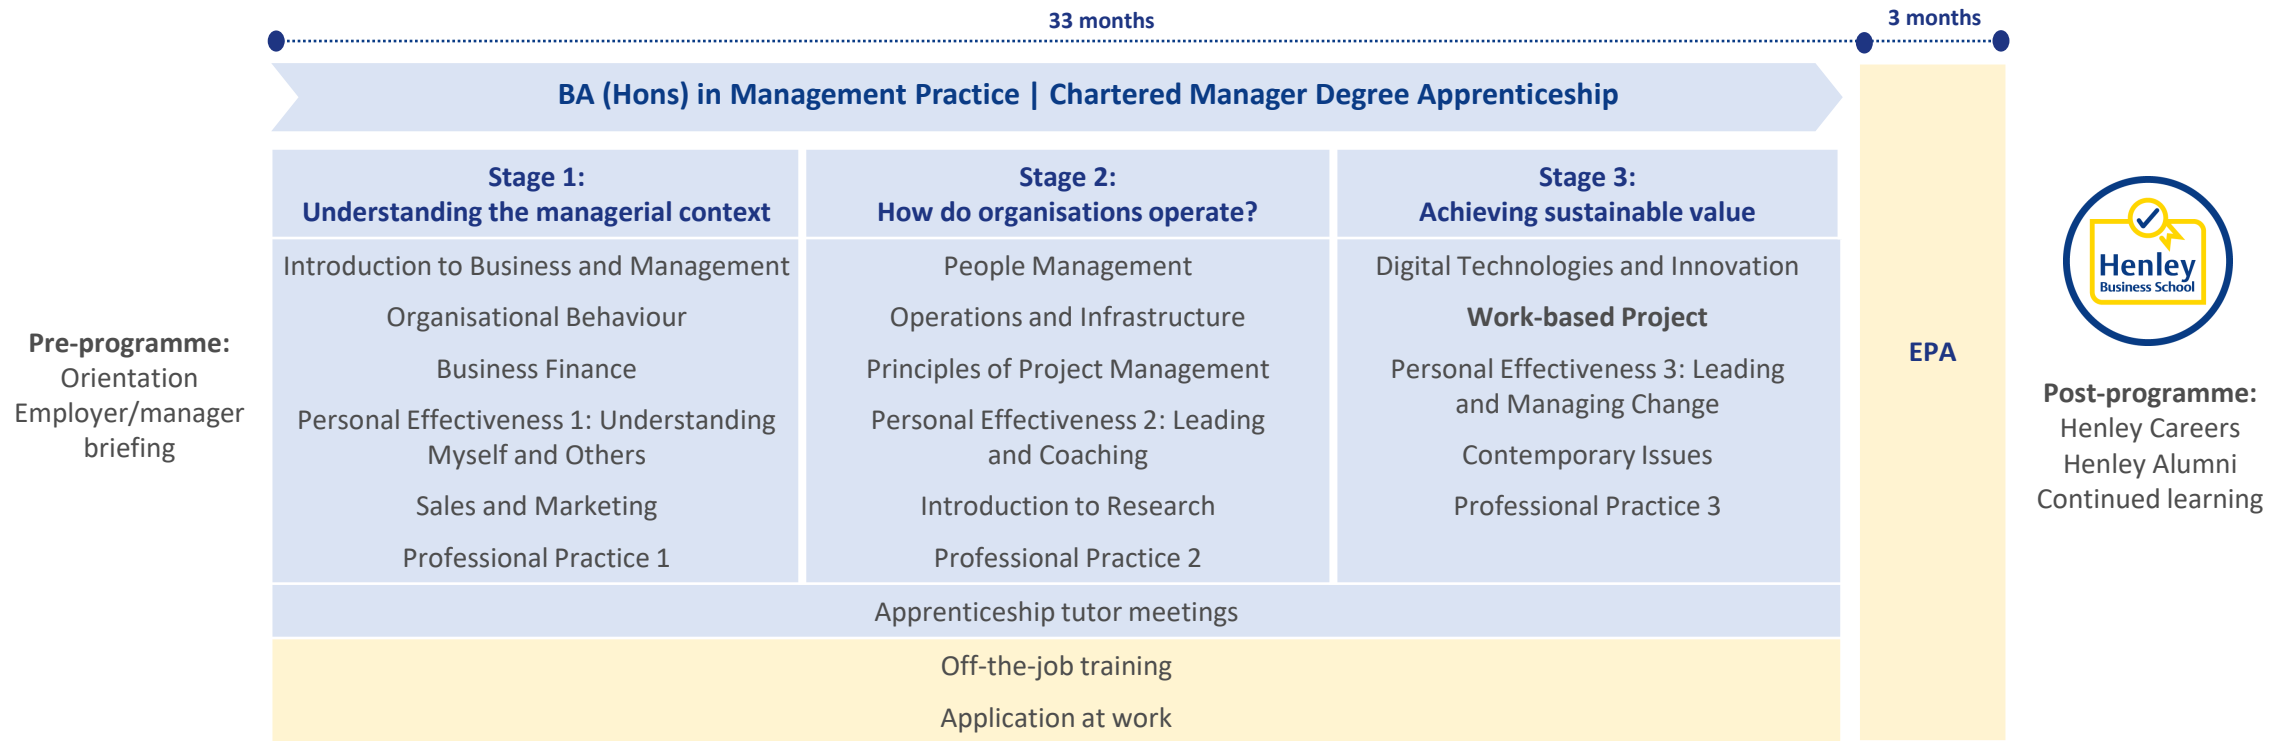 33 months
3 months
BA (Hons) in Management Practice | Chartered Manager Degree Apprenticeship
Pre-programme:
Orientation
Employer/manager
briefing
Stage 1:
Understanding the managerial context
Introduction to Business and Management
Organisational Behaviour
Business Finance
Personal Effectiveness 1: Understanding
Myself and Others
Sales and Marketing
Professional Practice 1
Stage 2:
How do organisations operate?
People Management
Operations and Infrastructure
Principles of Project Management
Personal Effectiveness 2: Leading
and Coaching
Introduction to Research
Professional Practice 2
Stage 3:
Achieving sustainable value
Digital Technologies and Innovation
Work-based Project
Personal Effectiveness 3: Leading
and Managing Change
Contemporary Issues
Professional Practice 3
Apprenticeship tutor meetings
Off-the-job training
Application at work
EPA
Henley
Business School
Post-programme:
Henley Careers
Henley Alumni
Continued learning